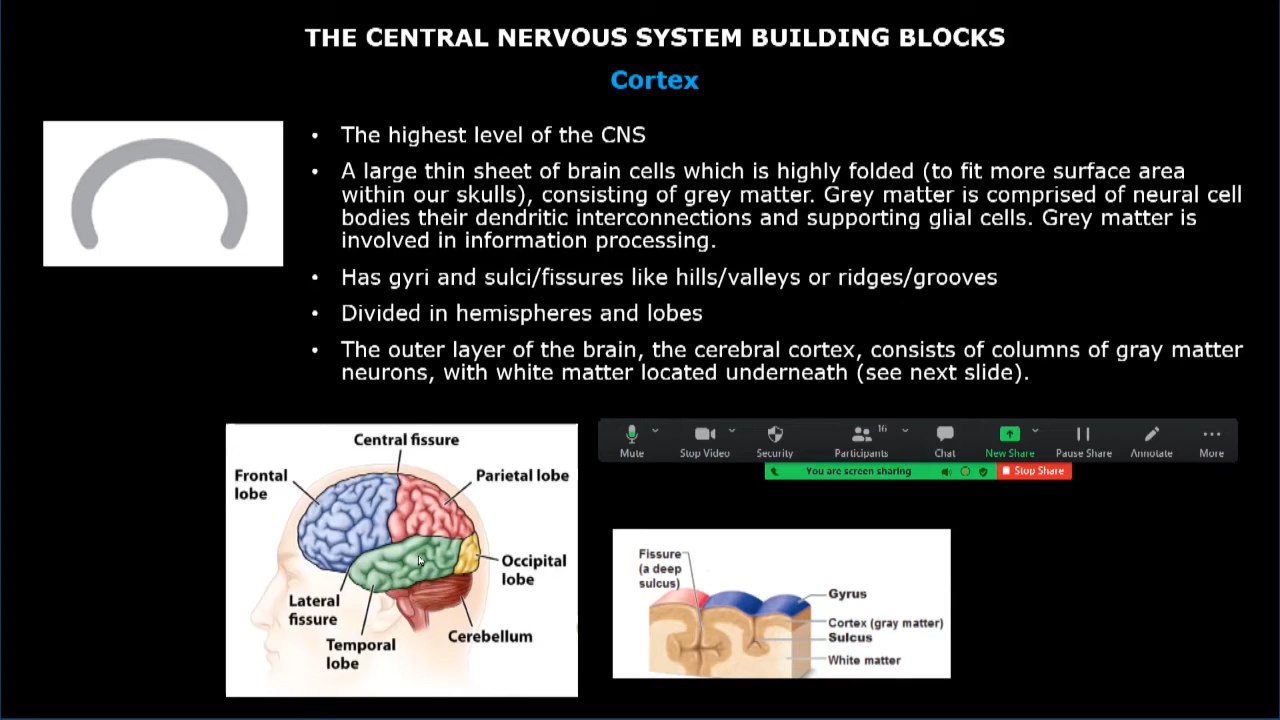 THE CENTRAL NERVOUS SYSTEM BUILDING BLOCKS
Cortex
• The highest level of the CNS
• A large thin sheet of brain cells which is highly folded (to fit more surface area
within our skulls), consisting of grey matter. Grey matter is comprised of neural cell
bodies their dendritic interconnections and supporting glial cells. Grey matter is
involved in information processing.
• Has gyri and sulci/fissures like hills/valleys or ridges/grooves
• Divided in hemispheres and lobes
• The outer layer of the brain, the cerebral cortex, consists of columns of gray matter
neurons, with white matter located underneath (see next slide).
Central fissure
Frontal
lobe
Parietal lobe
Occipital
lobe
Lateral
fissure
Temporal
lobe
Cerebellum
16
Mute
Stop Video
Security
Participants
Chat
New Share
Pause Share
Annotate
More
You are screen sharing
Stop Share
Fissure
(a deep
sulcus)
Gyrus
Cortex (gray matter)
Sulcus
White matter